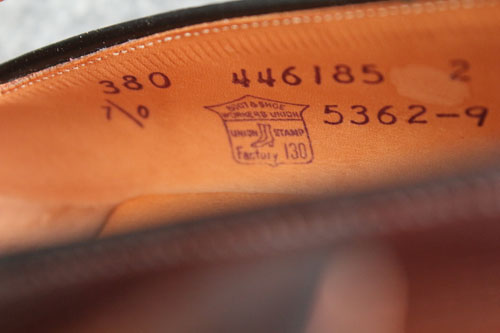 380 446185 2
7/0 5362-9
BOOT & SHOE
WORKERS UNION
UNION STAMP
Factory 130